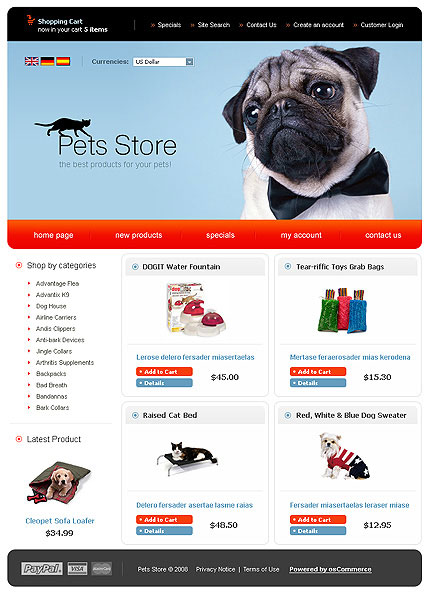 Shopping Cart
now in your cart 5 items
Specials
Site Search
Contact Us
Create an account
Customer Login
Currencies:
US Dollar
Pets Store
the best products for your pets!
home page
new products
specials
my account
contact us
Shop by categories
Advantage Flea
Advantix K9
Dog House
Airline Carriers
Andis Clippers
Anti-bark Devices
Jingle Collars
Arthritis Supplements
Backpacks
Bad Breath
Bandannas
Bark Collars
Latest Product
Cleopet Sofa Loafer
$34.99
DOGIT Water Fountain
Lerose delero fersader miasertaelas
Add to Cart
Details
$45.00
Tear-riffic Toys Grab Bags
Mertase feraerosader mias kerodena
Add to Cart
Details
$15.30
Raised Cat Bed
Delero fersader asertae lasme raias
Add to Cart
Details
$48.50
Red, White & Blue Dog Sweater
Fersader miasertaelas leraser miase
Add to Cart
Details
$12.95
PayPal
VISA
MasterCard
Pets Store © 2008
Privacy Notice | Terms of Use
Powered by osCommerce